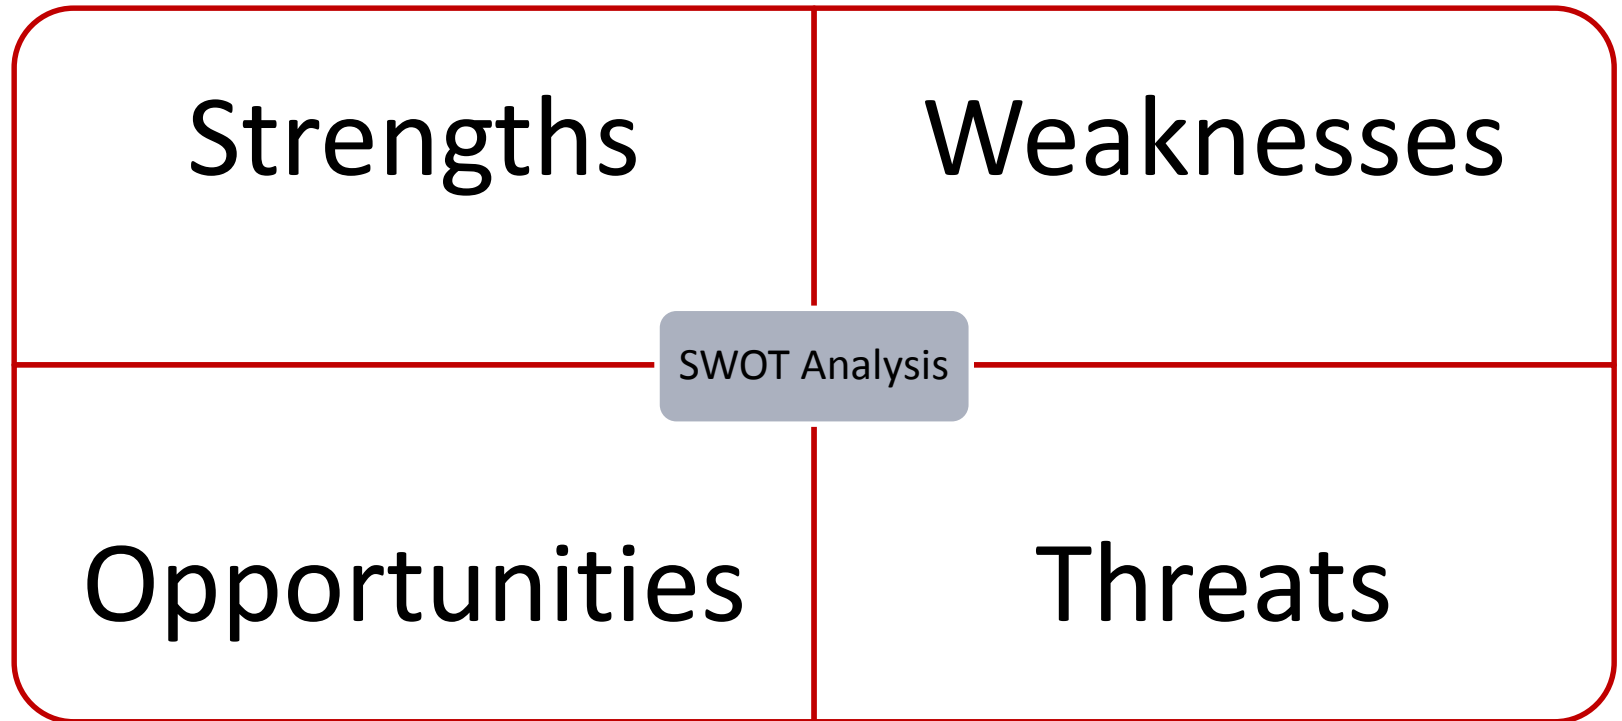 Strengths
Weaknesses
SWOT Analysis
Opportunities
Threats